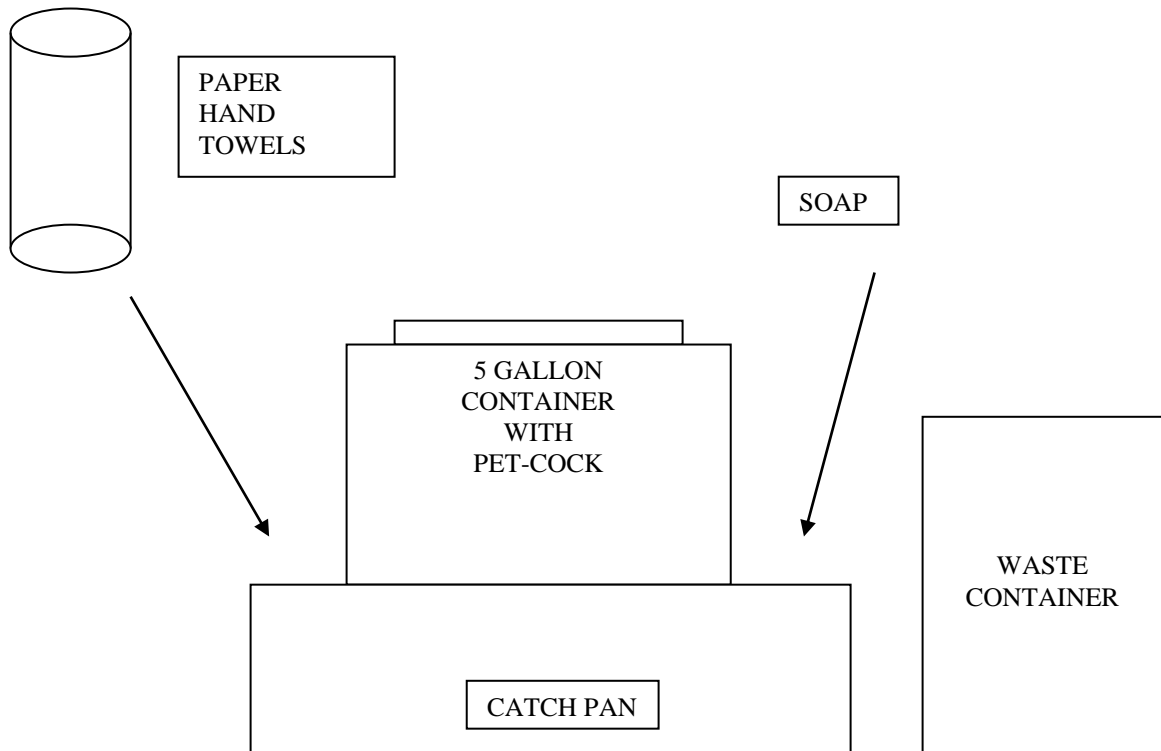 PAPER
HAND
TOWELS
SOAP
5 GALLON
CONTAINER
WITH
PET-COCK
WASTE
CONTAINER
CATCH PAN